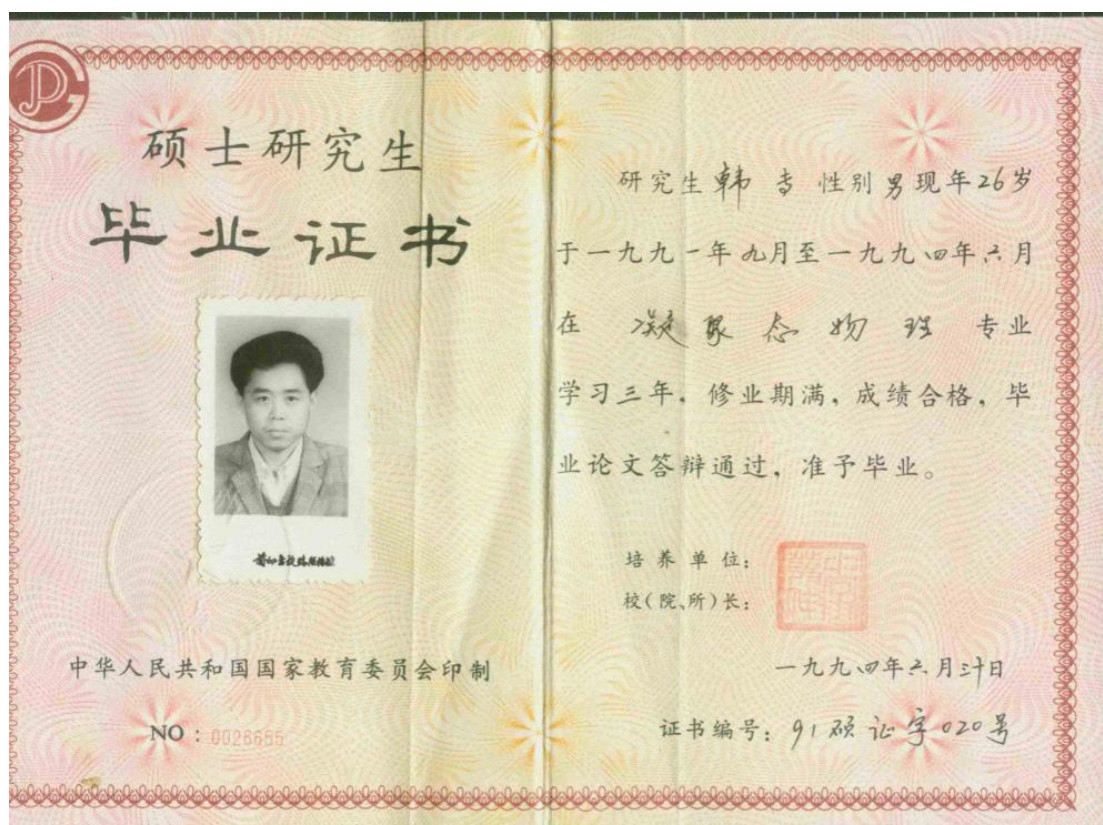 硕士研究生
毕业证书
中华人民共和国国家教育委员会印制
NO：0028655
研究生 韩 性别 男 现年26岁
于一九九一年九月至一九九四年六月
在 凝聚态物理 专业
学习三年，修业期满，成绩合格，毕
业论文答辩通过，准予毕业。
培养单位：
校（院、所）长：
一九九四年六月三十日
证书编号：91硕证字020号